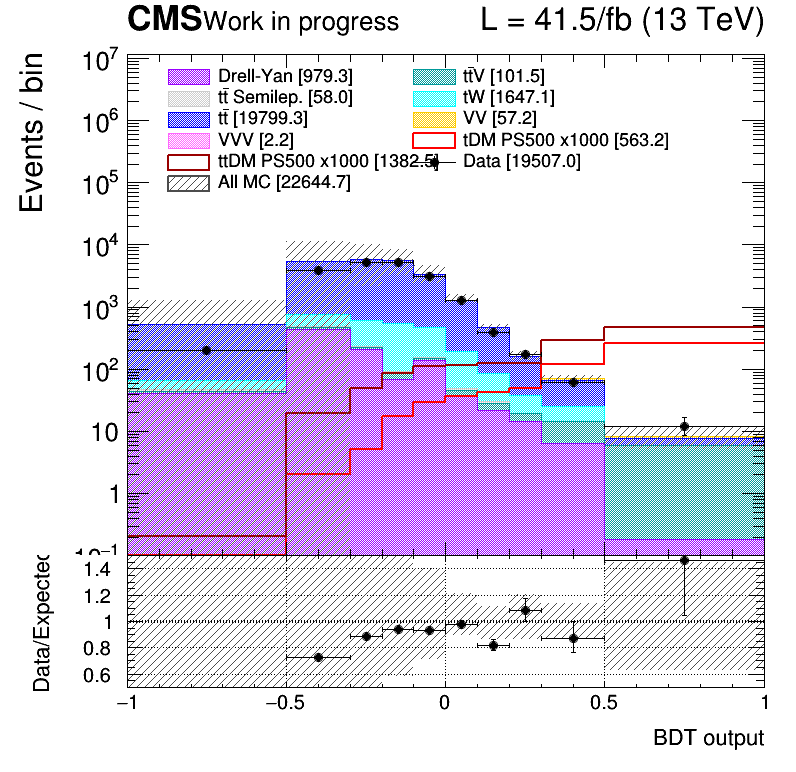 CMS Work in progress L = 41.5/fb (13 TeV)
Events / bin
10⁷
10⁶
10⁵
10⁴
10³
10²
10
1
10⁻¹
Drell-Yan [979.3]
tt̄V [101.5]
tt̄ Semilep. [58.0]
tW [1647.1]
tt̄ [19799.3]
VV [57.2]
VVV [2.2]
tDM PS500 x1000 [563.2]
ttDM PS500 x1000 [1382.5]
Data [19507.0]
All MC [22644.7]
Data/Expected
1.4
1.2
1
0.8
0.6
−1 −0.5 0 0.5 1
BDT output